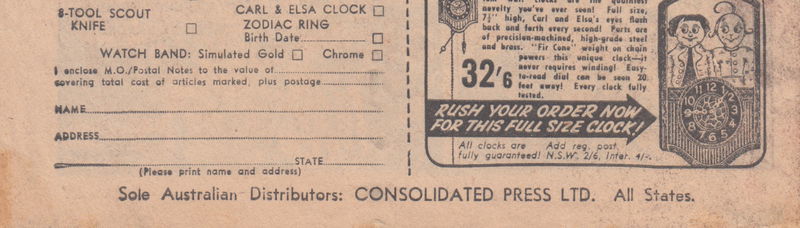 8-TOOL SCOUT
KNIFE
CARL & ELSA CLOCK
ZODIAC RING
Birth Date
WATCH BAND: Simulated Gold Chrome
I enclose M.O./Postal Notes to the value of
covering total cost of articles marked, plus postage
NAME
ADDRESS
STATE
(Please print name and address)
novelty you've ever seen! Full size,
7½" high, Carl and Elsa's eyes flash
back and forth every second! Parts are
of precision-machined, high-grade steel
and brass. "Fir Cone" weight on chain
powers this unique clock—it
never requires winding! Easy-
to-read dial can be seen 20
feet away! Every clock fully
tested.
32'6
RUSH YOUR ORDER NOW
FOR THIS FULL SIZE CLOCK!
All clocks are
fully guaranteed!
Add reg. post,
N.S.W. 2/6, Inter. 4/-.
Sole Australian Distributors: CONSOLIDATED PRESS LTD. All States.